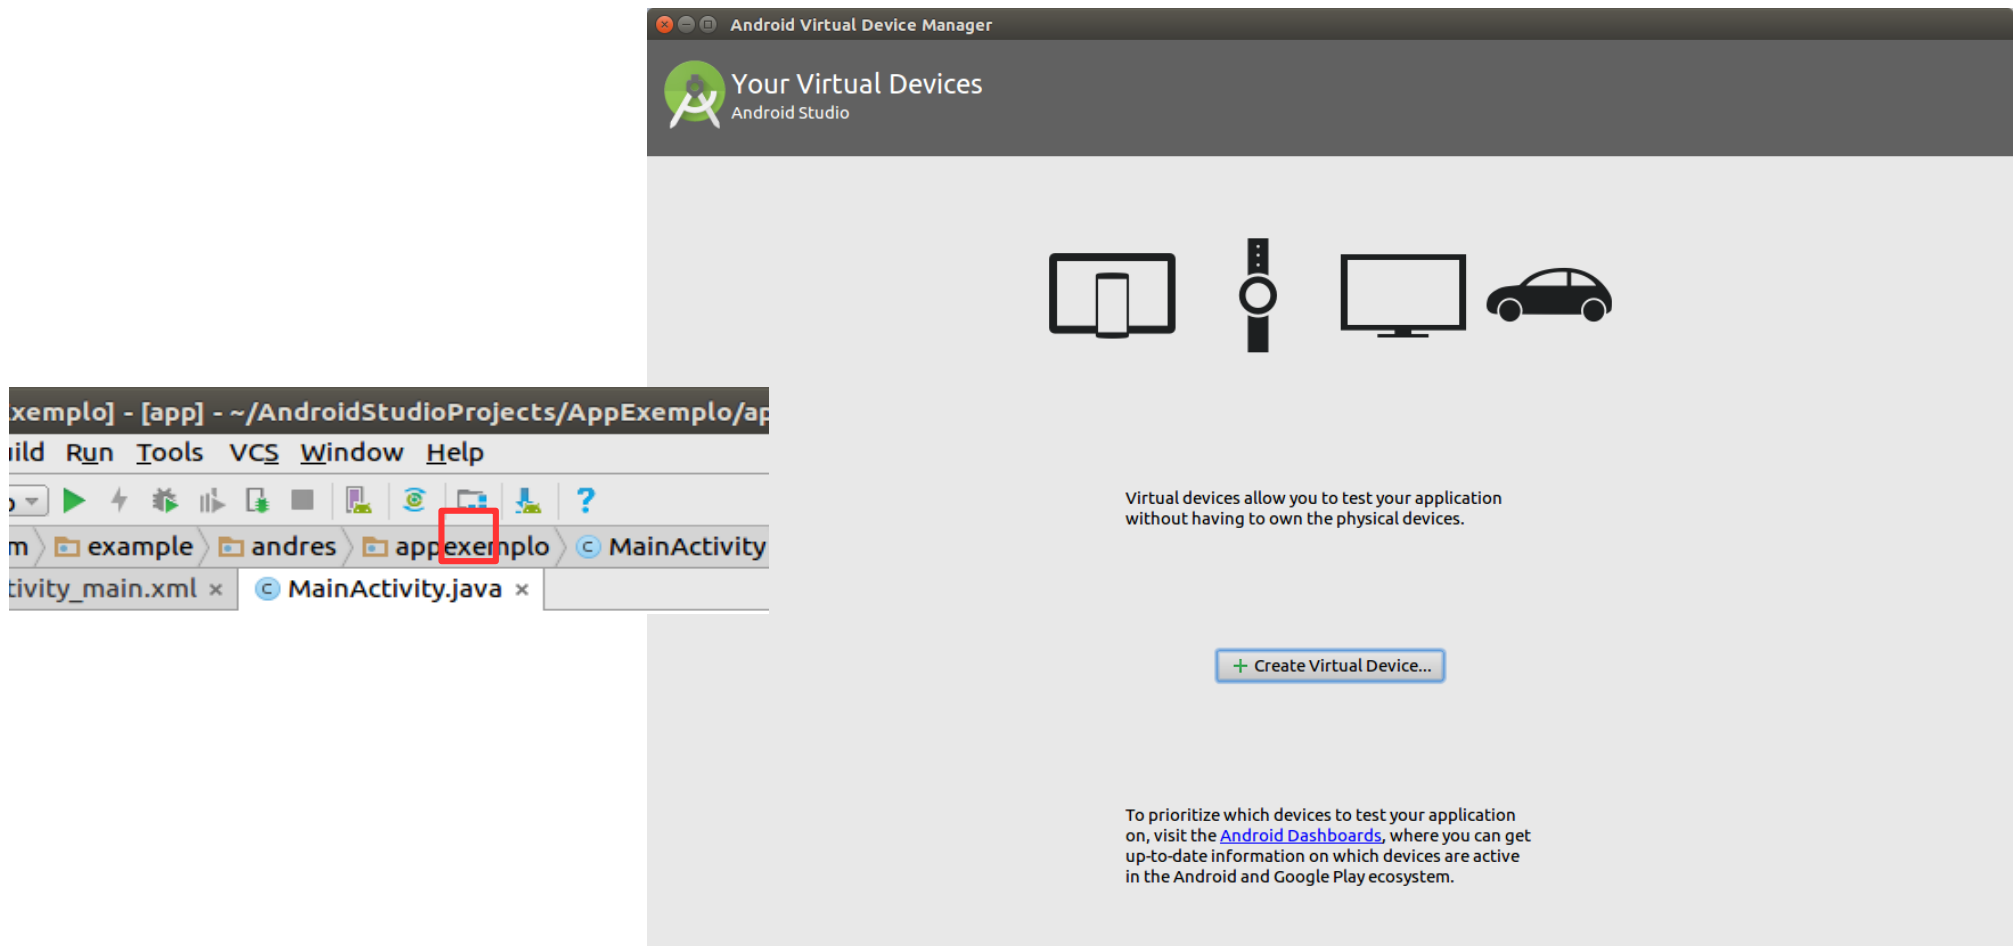 Android Virtual Device Manager
Your Virtual Devices
Android Studio
xemplo] - [app] - ~/AndroidStudioProjects/AppExemplo/ap
ild Run Tools VCS Window Help
?
m example andres appexemplo MainActivity
tivity_main.xml × MainActivity.java ×
Virtual devices allow you to test your application
without having to own the physical devices.
+ Create Virtual Device...
To prioritize which devices to test your application
on, visit the Android Dashboards, where you can get
up-to-date information on which devices are active
in the Android and Google Play ecosystem.